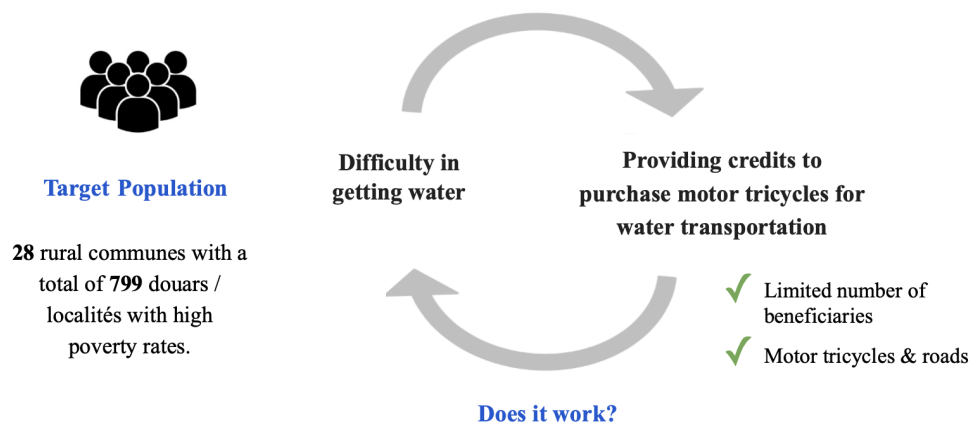 Target Population
28 rural communes with a
total of 799 douars /
localités with high
poverty rates.
Difficulty in
getting water
Providing credits to
purchase motor tricycles for
water transportation
Limited number of
beneficiaries
Motor tricycles & roads
Does it work?